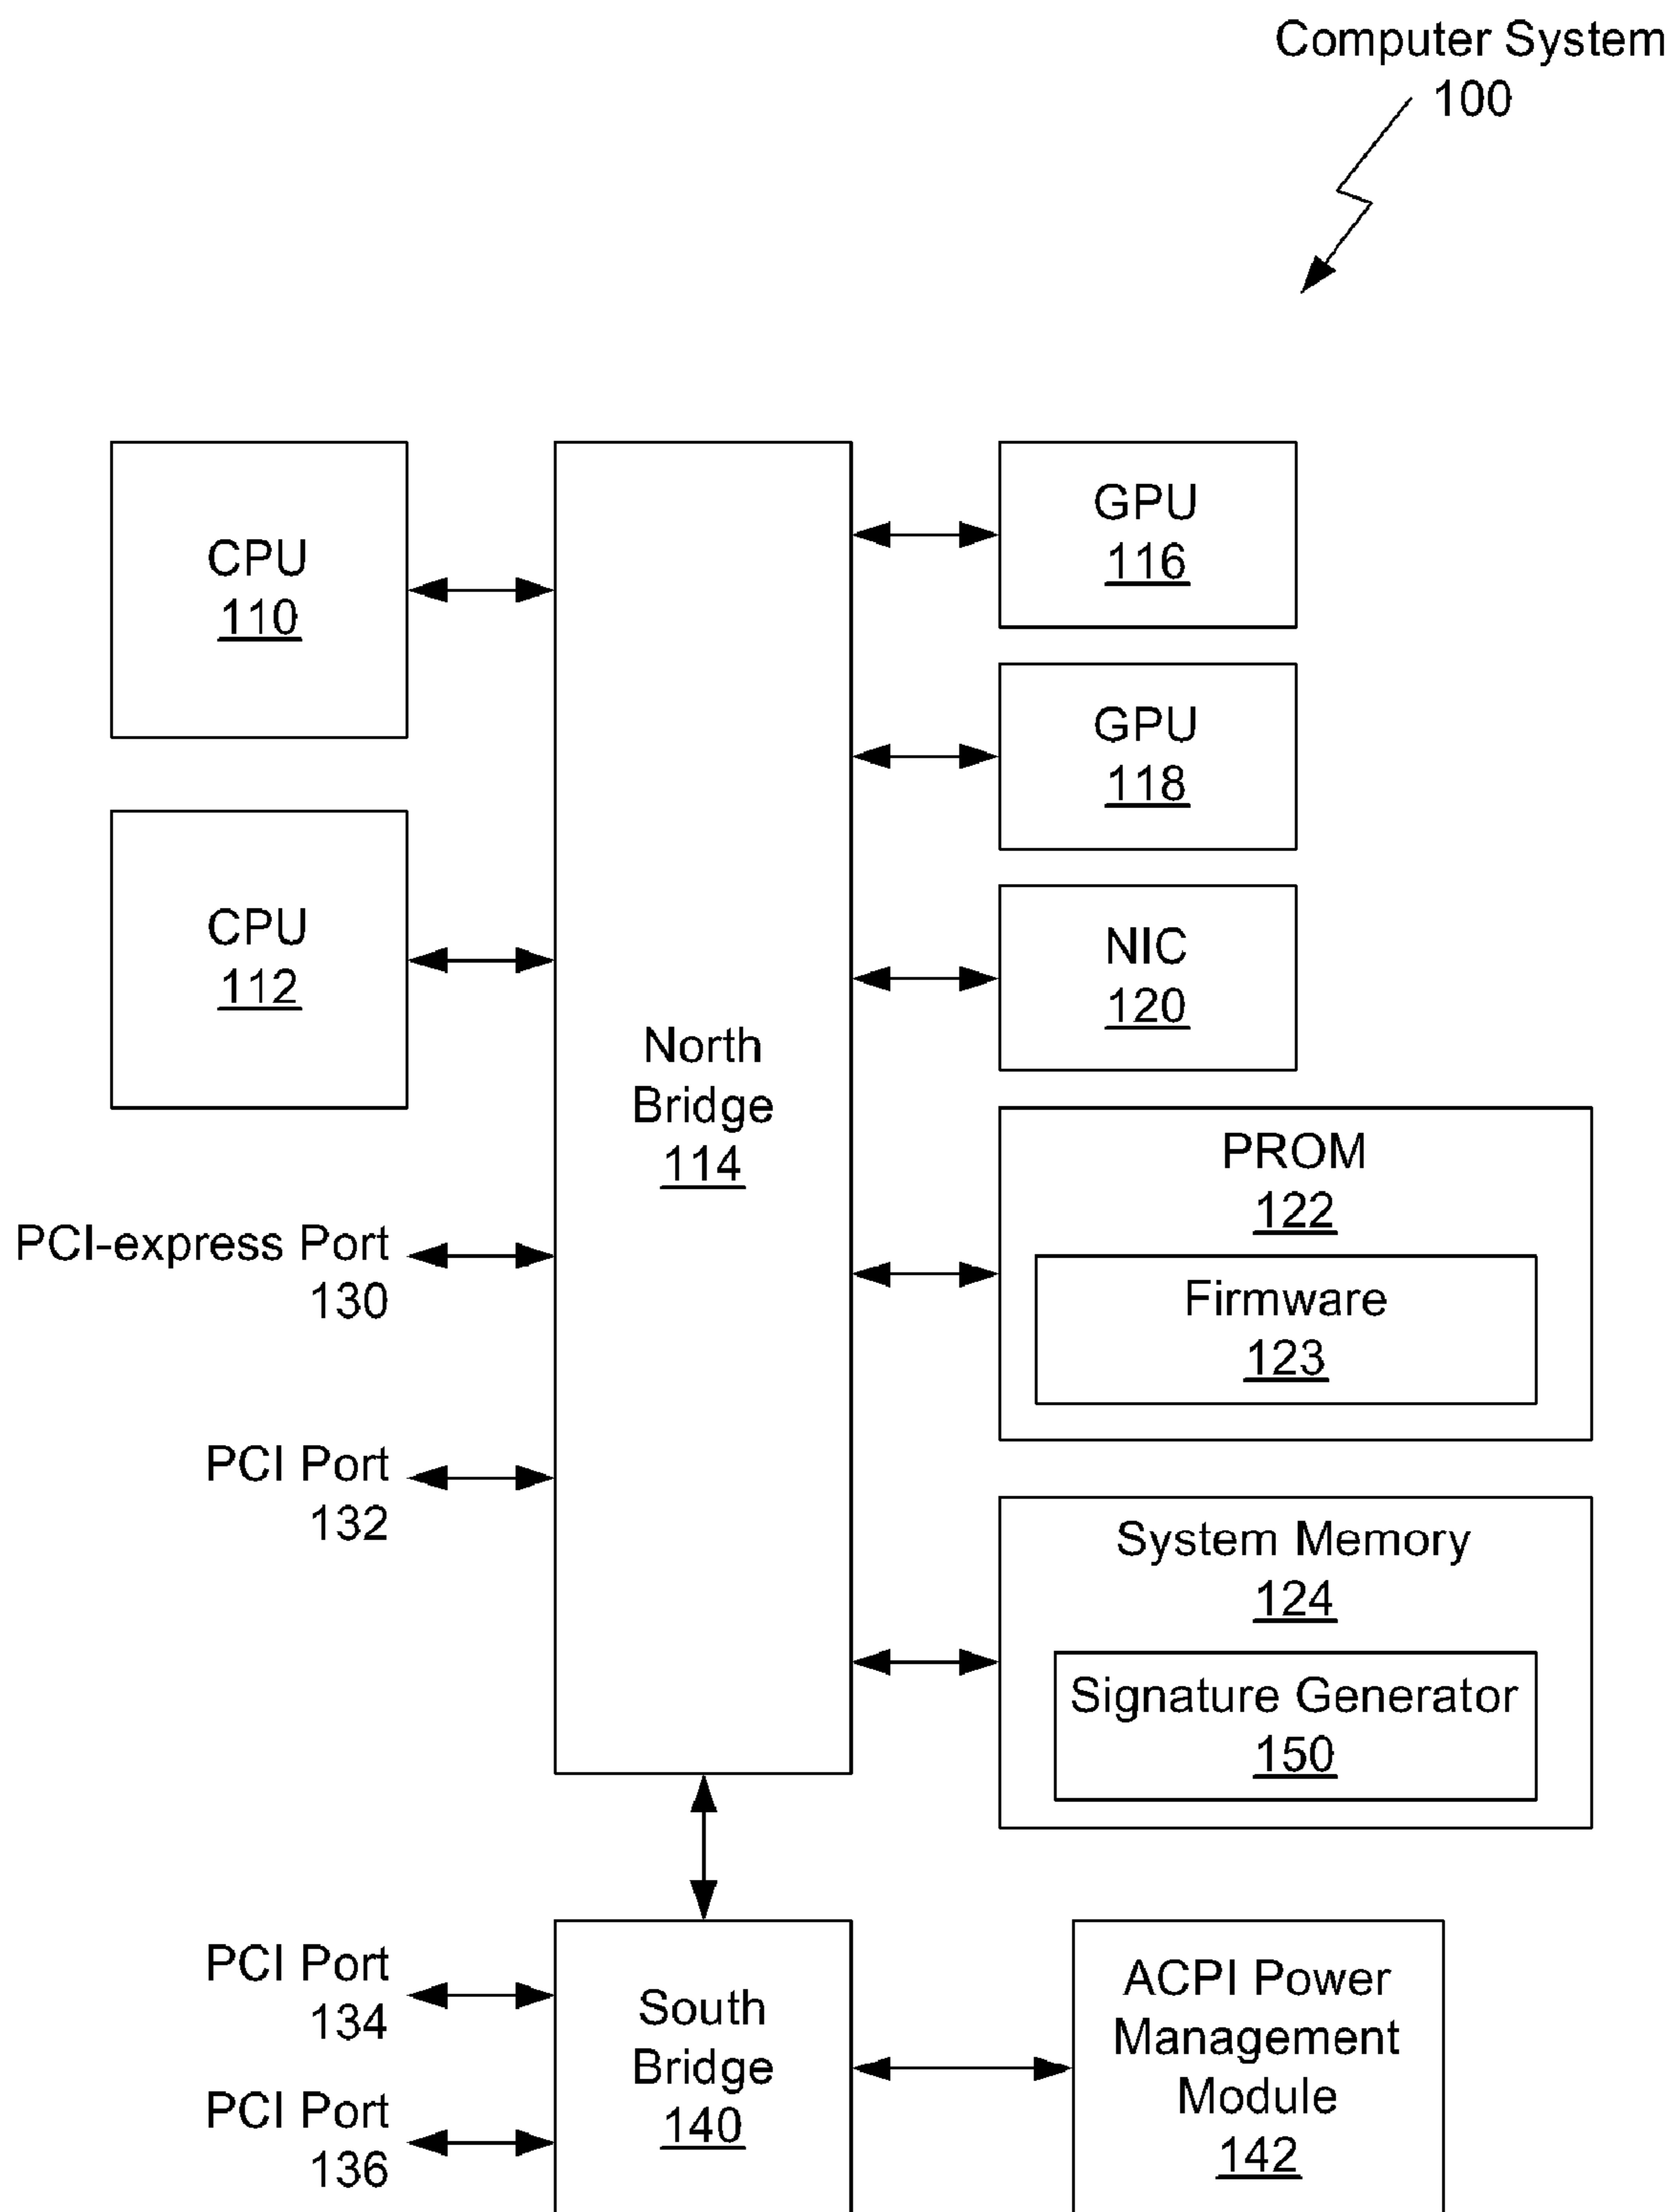 Computer System
100
CPU
110
CPU
112
PCI-express Port
130
PCI Port
132
North
Bridge
114
GPU
116
GPU
118
NIC
120
PROM
122
Firmware
123
System Memory
124
Signature Generator
150
PCI Port
134
PCI Port
136
South
Bridge
140
ACPI Power
Management
Module
142